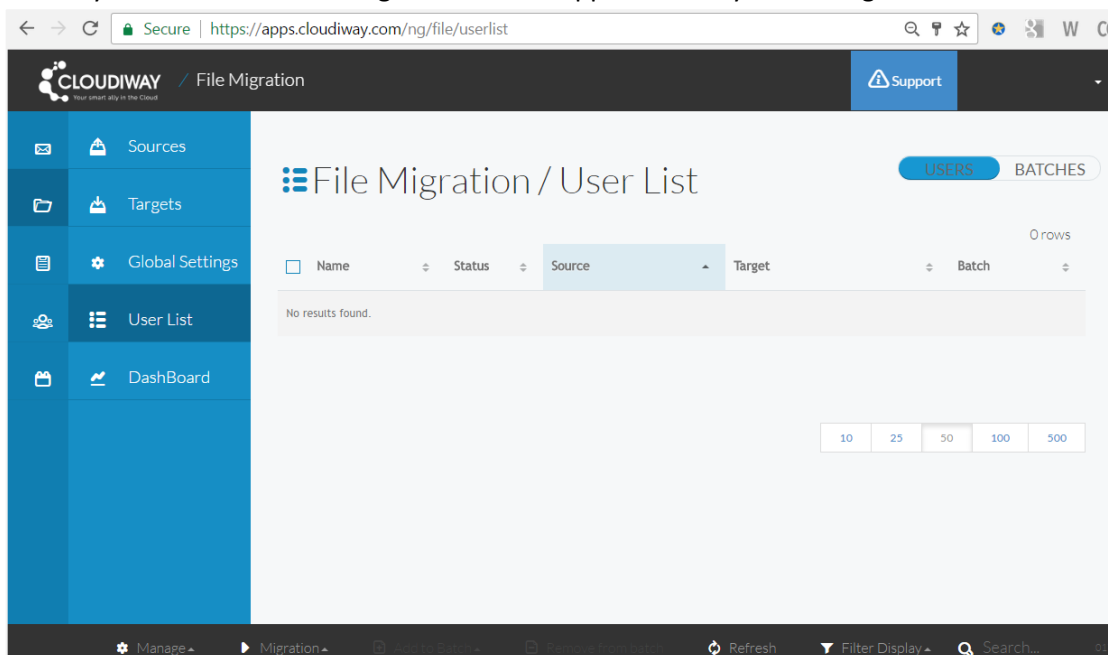 Secure | https://apps.cloudiway.com/ng/file/userlist
CLOUDIWAY / File Migration
Your smart ally in the Cloud
Support
Sources
Targets
Global Settings
User List
DashBoard
File Migration / User List
USERS BATCHES
0 rows
Name Status Source Target Batch
No results found.
10 25 50 100 500
Manage Migration Add to Batch Remove from batch Refresh Filter Display Search...